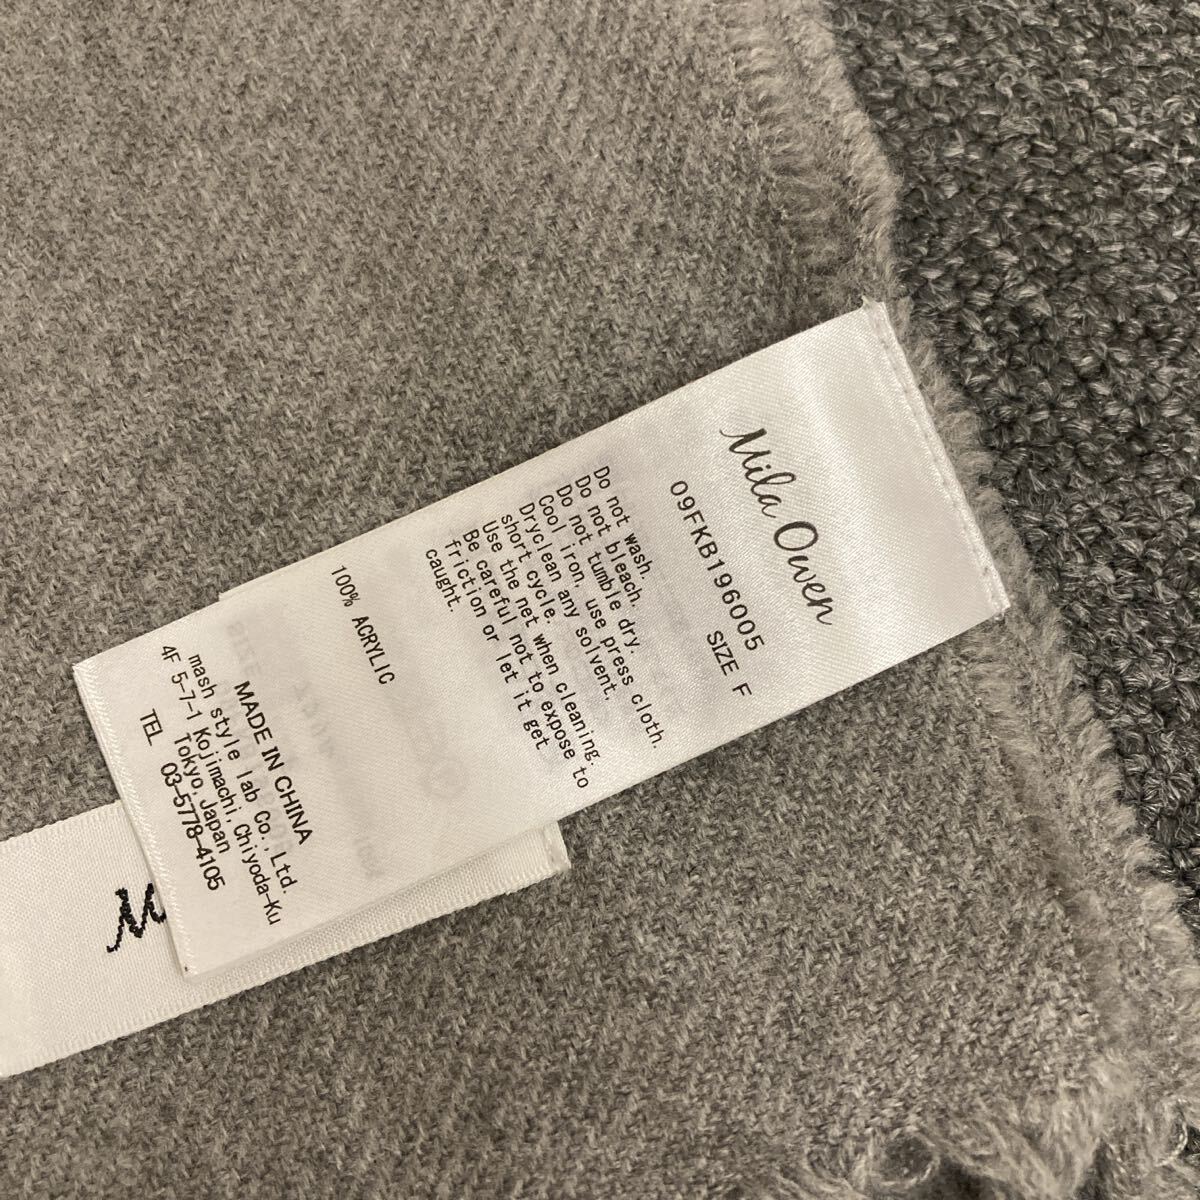 Mila Owen
09FKB196005
SIZE F
Do not wash.
Do not bleach.
Do not tumble dry.
Cool iron, use press cloth.
Dryclean, any solvent,
short cycle.
Use the net when cleaning.
Be careful not to expose to
friction or let it get
caught.
100% ACRYLIC
MADE IN CHINA
mash style lab Co., Ltd.
4F 5-7-1 Kojimachi, Chiyoda-Ku
Tokyo, Japan
TEL 03-5778-4105
M